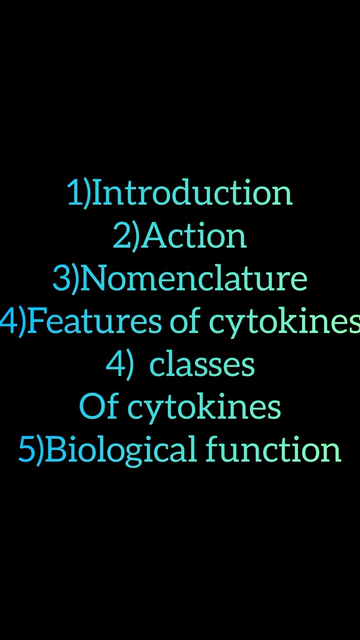 1)Introduction
2)Action
3)Nomenclature
4)Features of cytokines
4) classes
Of cytokines
5)Biological function